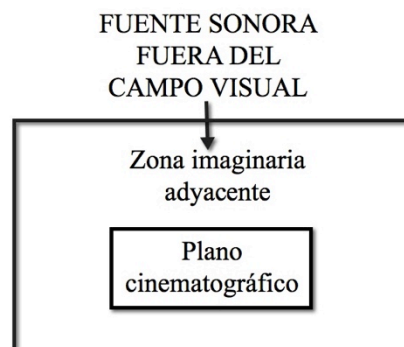 FUENTE SONORA
FUERA DEL
CAMPO VISUAL
Zona imaginaria
adyacente
Plano
cinematográfico